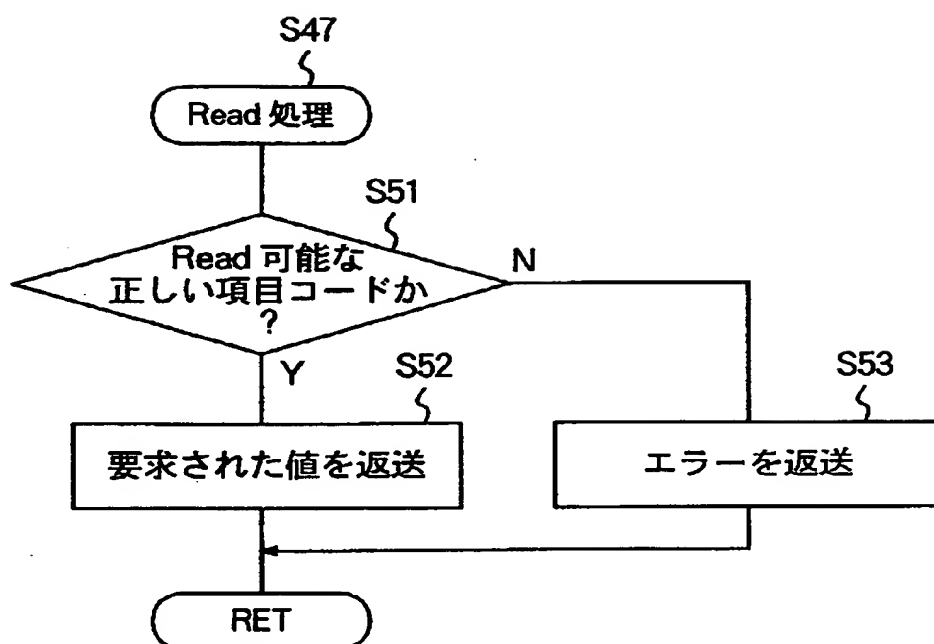 S47
Read 処理
S51
Read 可能な
正しい項目コードか
?
N
Y
S52
S53
要求された値を返送
エラーを返送
RET